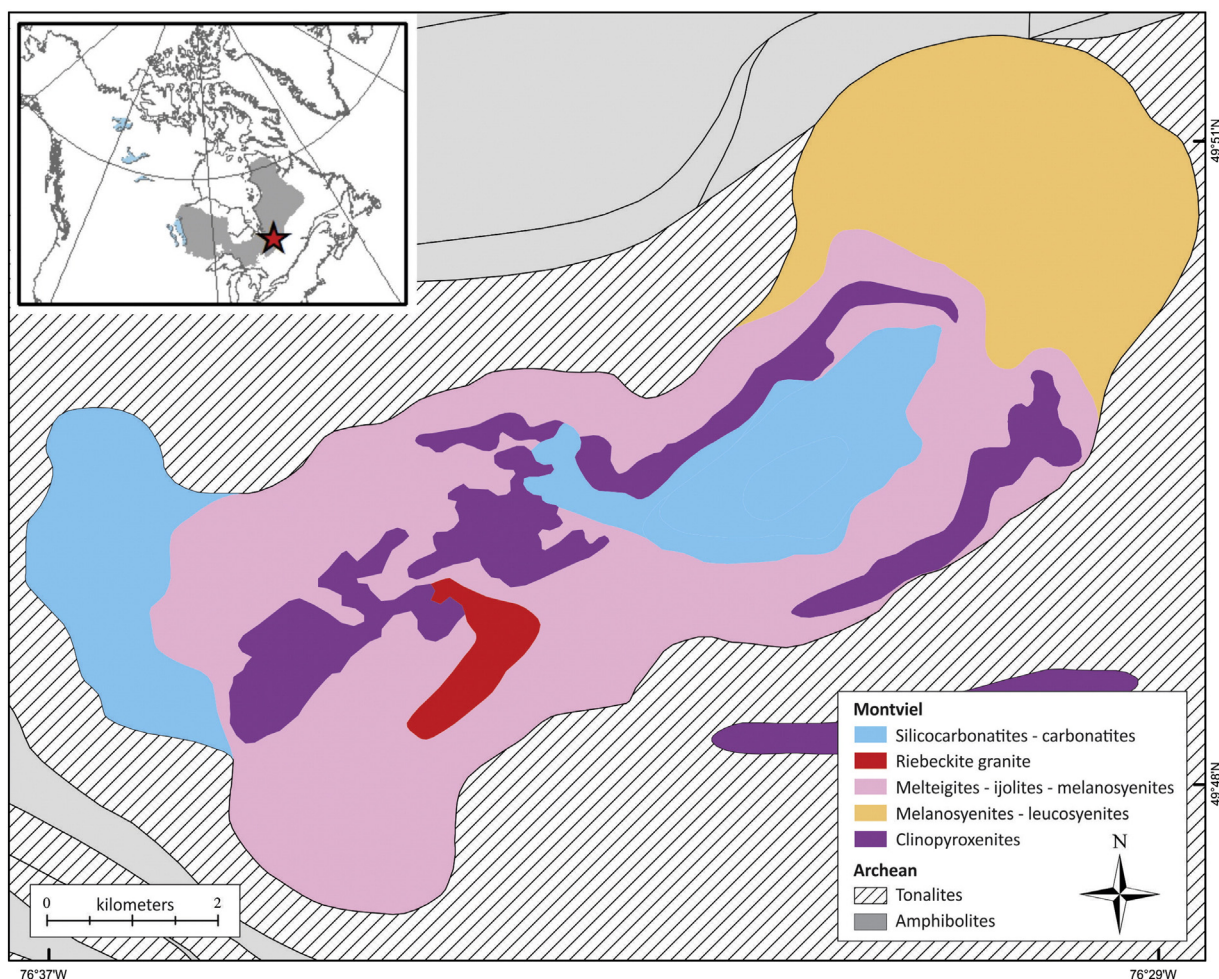 49°51'N
Montviel
Silicocarbonatites - carbonatites
Riebeckite granite
Melteigites - ijolites - melanosyenites
Melanosyenites - leucosyenites
Clinopyroxenites
Archean
Tonalites
Amphibolites
N
49°48'N
0 kilometers 2
76°37'W 76°29'W